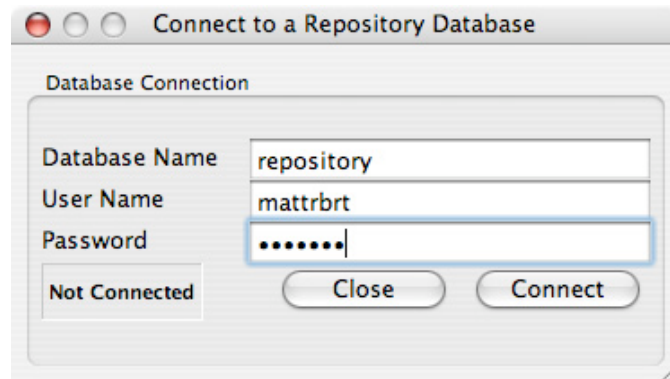 Connect to a Repository Database
Database Connection
Database Name repository
User Name mattrbrt
Password •••••••
Not Connected Close Connect